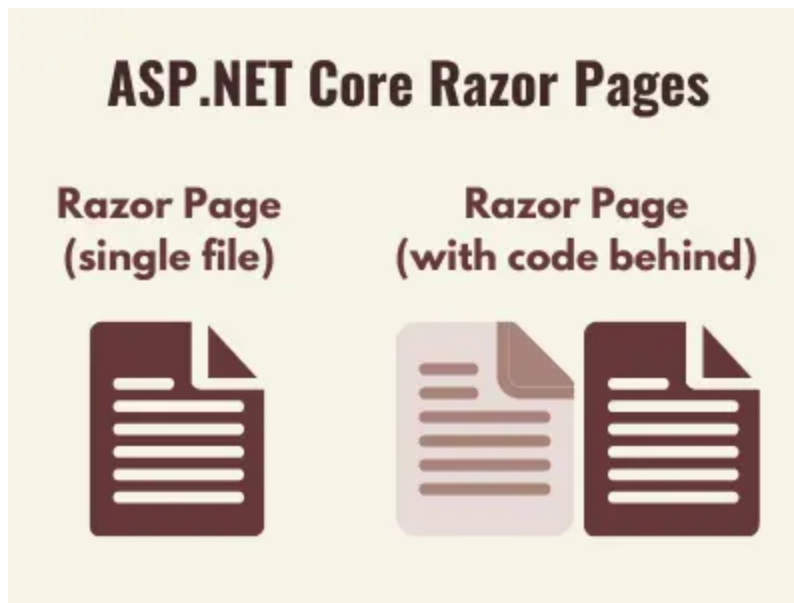 ASP.NET Core Razor Pages
Razor Page
(single file)
Razor Page
(with code behind)